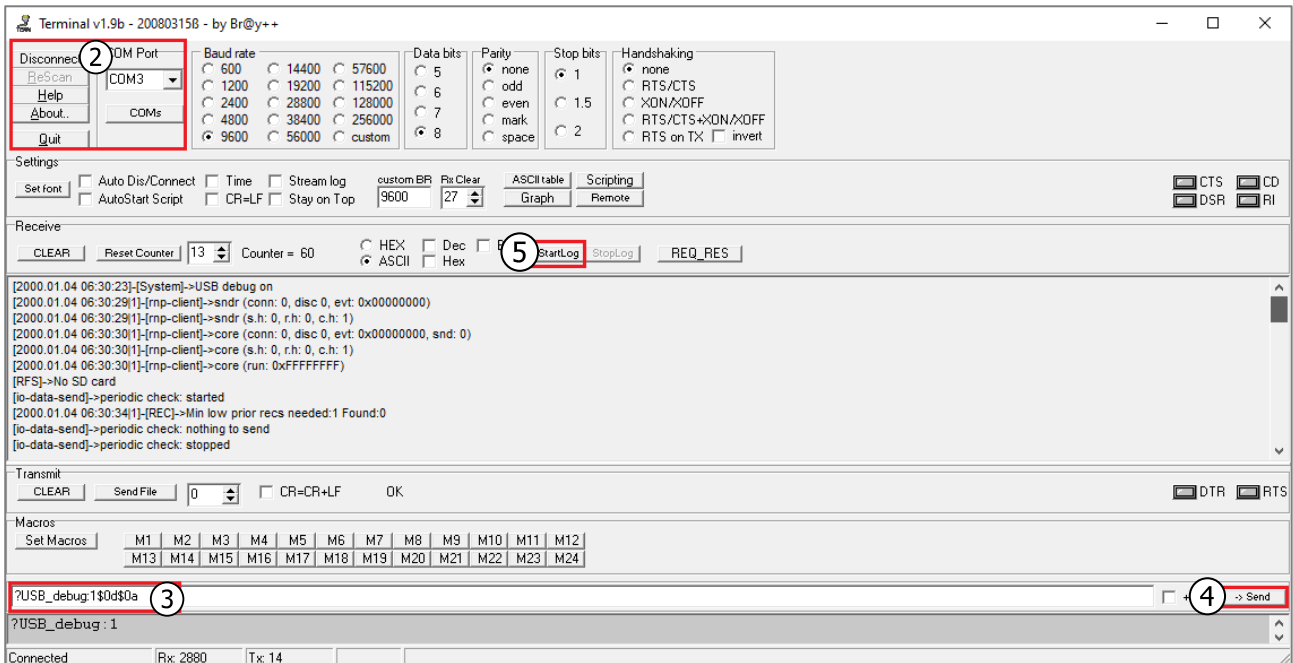 Terminal v1.9b - 20080315ß - by Br@y++
Disconnec
ReScan
Help
About..
Quit
2
COM Port
COM3
COMs
Baud rate
600 14400 57600
1200 19200 115200
2400 28800 128000
4800 38400 256000
9600 56000 custom
Data bits
5
6
7
8
Parity
none
odd
even
mark
space
Stop bits
1
1.5
2
Handshaking
none
RTS/CTS
XON/XOFF
RTS/CTS+XON/XOFF
RTS on TX invert
Settings
Set font
Auto Dis/Connect Time Stream log
AutoStart Script CR=LF Stay on Top
custom BR Rx Clear
9600 27
ASCII table Scripting
Graph Remote
CTS CD
DSR RI
Receive
CLEAR Reset Counter 13 Counter = 60
HEX Dec
ASCII Hex
5 StartLog StopLog REQ_RES
[2000.01.04 06:30:23]-[System]->USB debug on
[2000.01.04 06:30:29|1]-[rnp-client]->sndr (conn: 0, disc 0, evt: 0x00000000)
[2000.01.04 06:30:29|1]-[rnp-client]->sndr (s.h: 0, r.h: 0, c.h: 1)
[2000.01.04 06:30:30|1]-[rnp-client]->core (conn: 0, disc 0, evt: 0x00000000, snd: 0)
[2000.01.04 06:30:30|1]-[rnp-client]->core (s.h: 0, r.h: 0, c.h: 1)
[2000.01.04 06:30:30|1]-[rnp-client]->core (run: 0xFFFFFFFF)
[RFS]->No SD card
[io-data-send]->periodic check: started
[2000.01.04 06:30:34|1]-[REC]->Min low prior recs needed:1 Found:0
[io-data-send]->periodic check: nothing to send
[io-data-send]->periodic check: stopped
Transmit
CLEAR Send File 0 CR=CR+LF OK
DTR RTS
Macros
Set Macros M1 M2 M3 M4 M5 M6 M7 M8 M9 M10 M11 M12
M13 M14 M15 M16 M17 M18 M19 M20 M21 M22 M23 M24
?USB_debug:1$0d$0a 3
+ 4 -> Send
?USB_debug:1
Connected Rx: 2880 Tx: 14